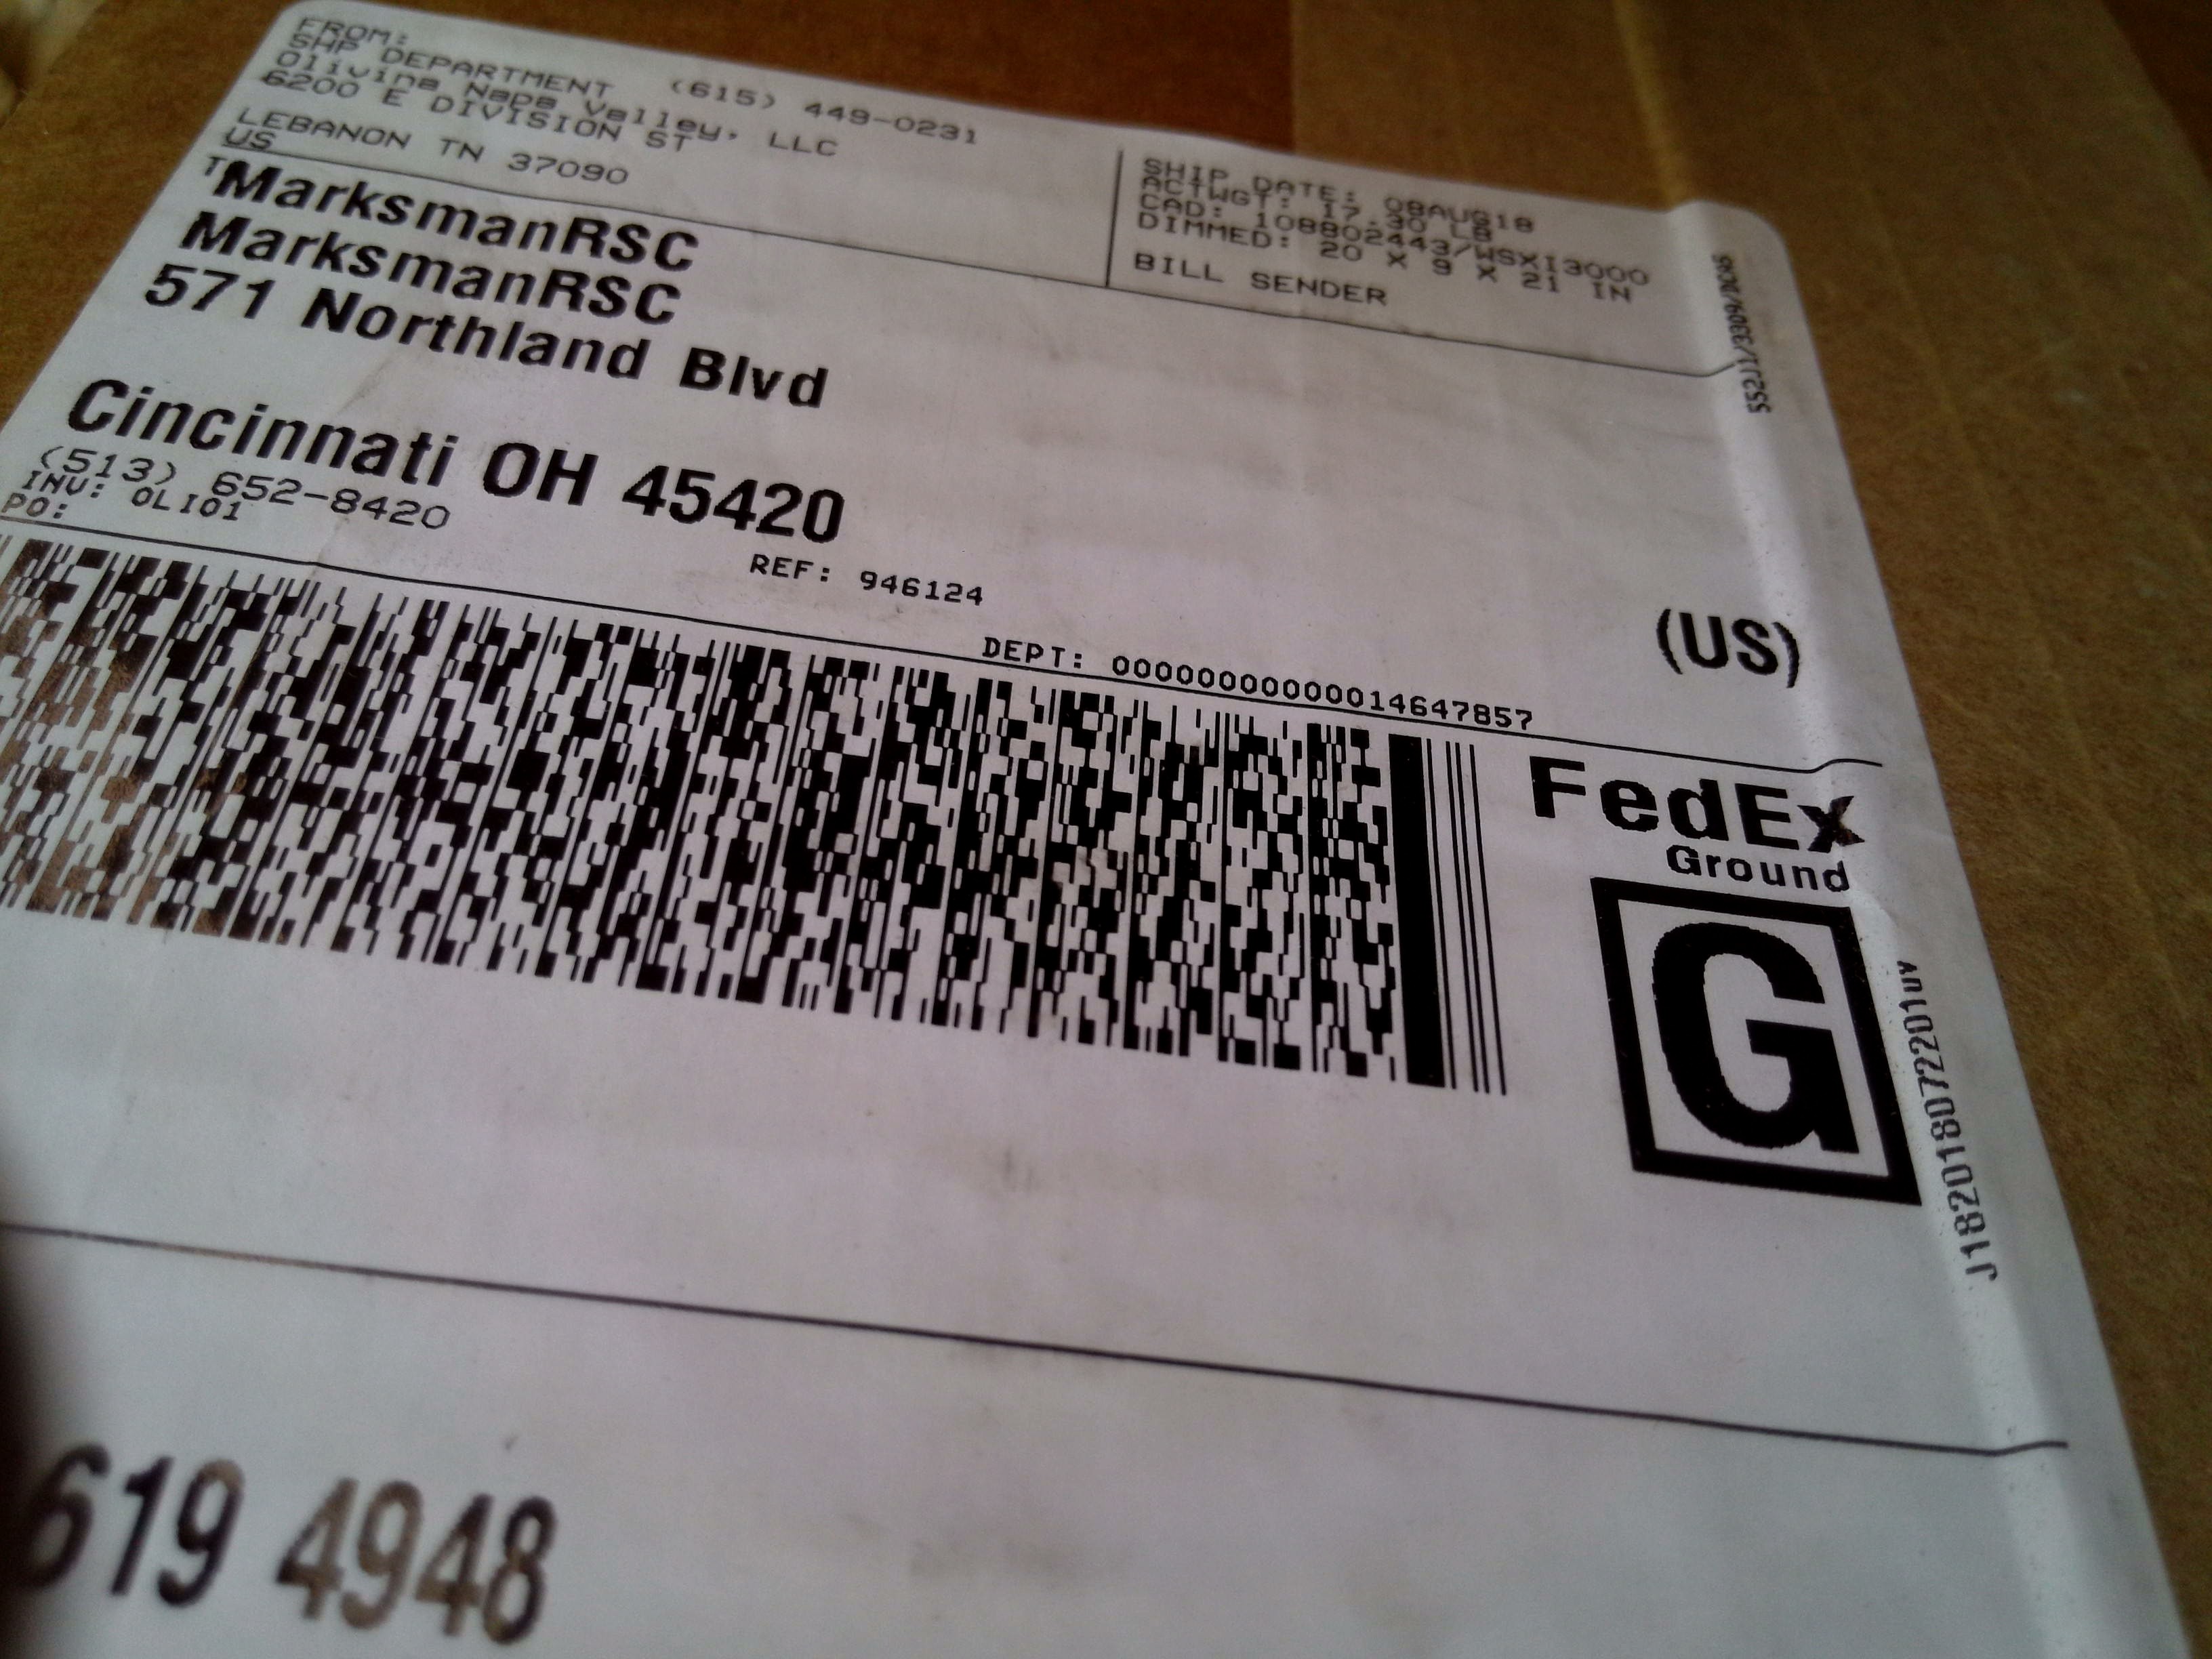 FROM:
SHP DEPARTMENT (615) 449-0231
Olivina Napa Valley, LLC
6200 E DIVISION ST
LEBANON TN 37090
US
SHIP DATE: 08AUG18
ACTWGT: 17.30 LB
CAD: 108802443/WSXI3000
DIMMED: 20 X 9 X 21 IN
BILL SENDER
MarksmanRSC
MarksmanRSC
571 Northland Blvd
Cincinnati OH 45420
(US)
(513) 652-8420
INV: OLI01
PO:
REF: 946124
DEPT: 00000000000014647857
FedEx
Ground
G
J182018072201uv
619 4948